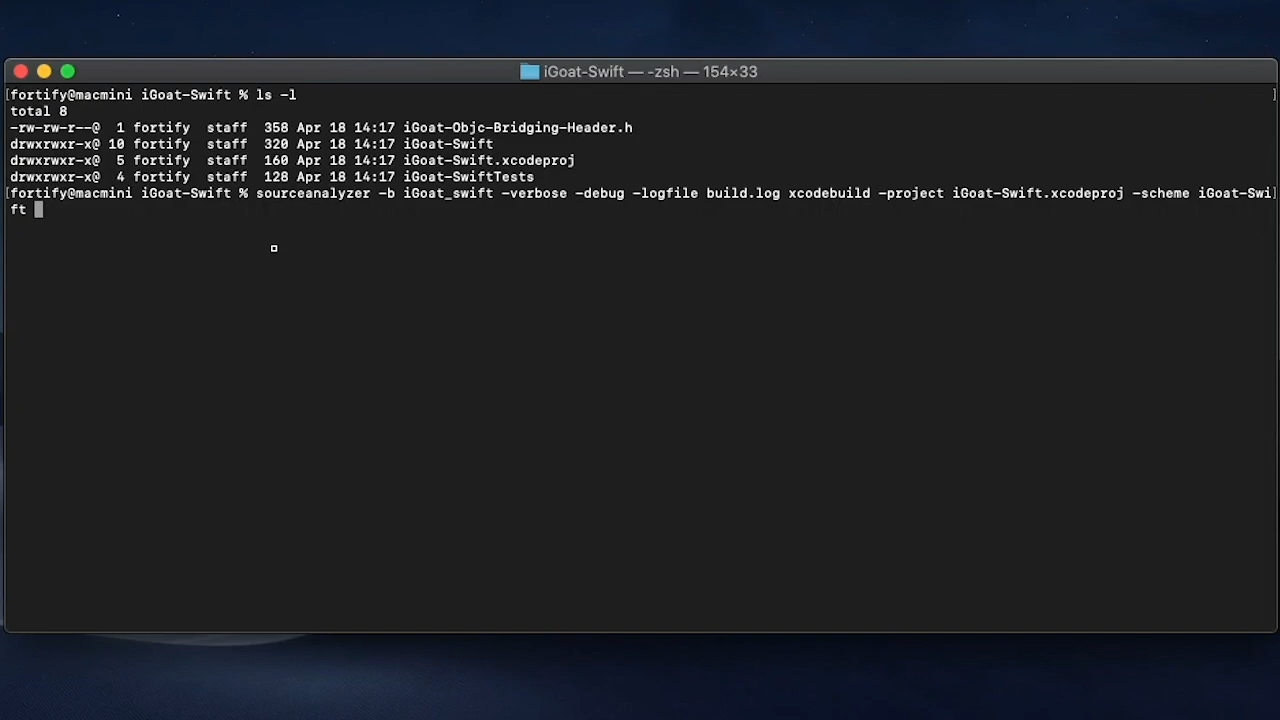 iGoat-Swift — -zsh — 154×33
[fortify@macmini iGoat-Swift % ls -l ]
total 8
-rw-rw-r--@  1 fortify  staff  358 Apr 18 14:17 iGoat-Objc-Bridging-Header.h
drwxrwxr-x@ 10 fortify  staff  320 Apr 18 14:17 iGoat-Swift
drwxrwxr-x@  5 fortify  staff  160 Apr 18 14:17 iGoat-Swift.xcodeproj
drwxrwxr-x@  4 fortify  staff  128 Apr 18 14:17 iGoat-SwiftTests
[fortify@macmini iGoat-Swift % sourceanalyzer -b iGoat_swift -verbose -debug -logfile build.log xcodebuild -project iGoat-Swift.xcodeproj -scheme iGoat-Swi]
ft